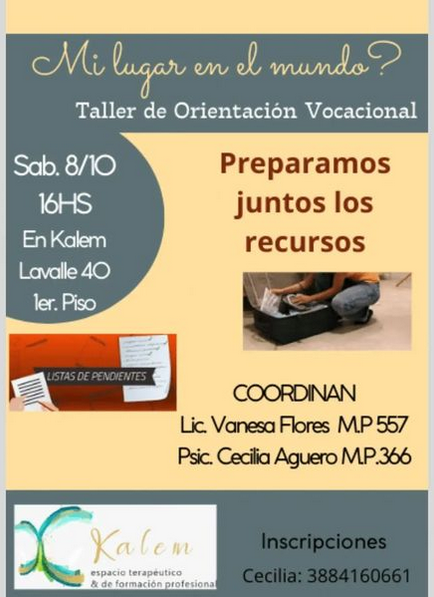 Mi lugar en el mundo?
Taller de Orientación Vocacional
Sab. 8/10
16HS
En Kalem
Lavalle 40
1er. Piso
Preparamos
juntos los
recursos
LISTAS DE PENDIENTES
COORDINAN
Lic. Vanesa Flores M.P 557
Psic. Cecilia Aguero M.P.366
Kalem
espacio terapéutico
& de formación profesional
Inscripciones
Cecilia: 3884160661